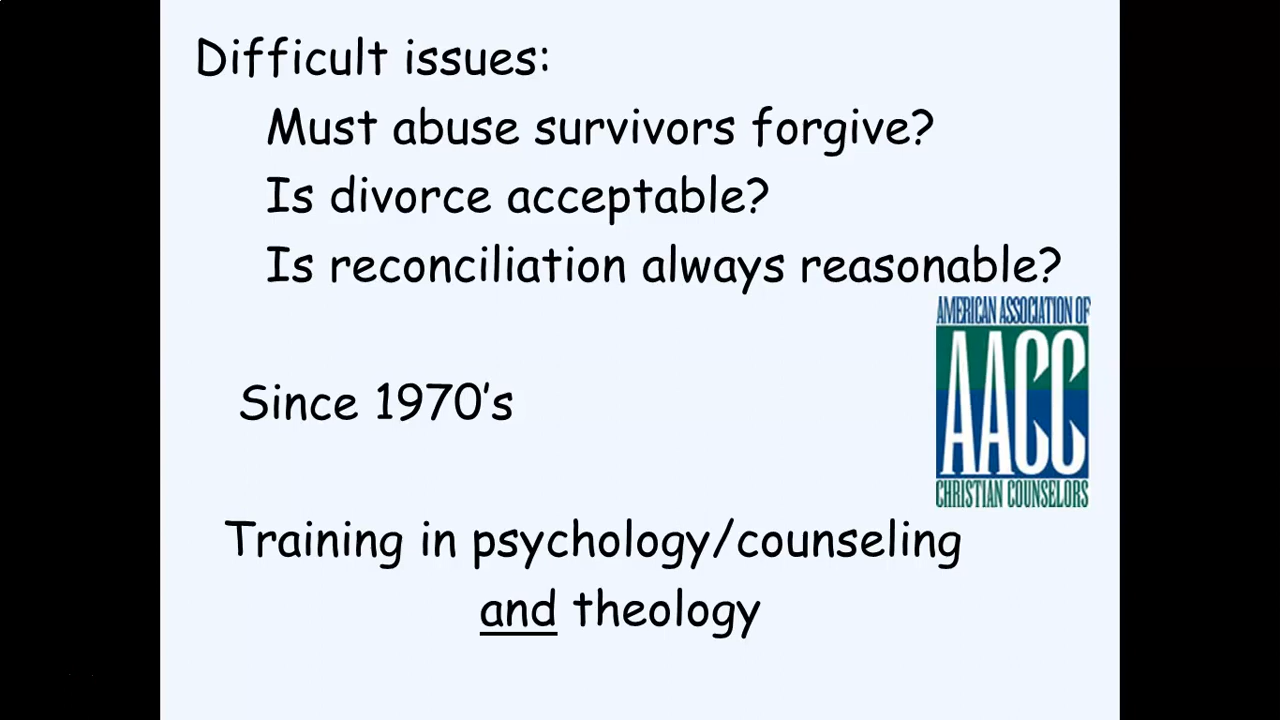 Difficult issues:
Must abuse survivors forgive?
Is divorce acceptable?
Is reconciliation always reasonable?
AMERICAN ASSOCIATION OF
AACC
CHRISTIAN COUNSELORS
Since 1970's
Training in psychology/counseling
and theology